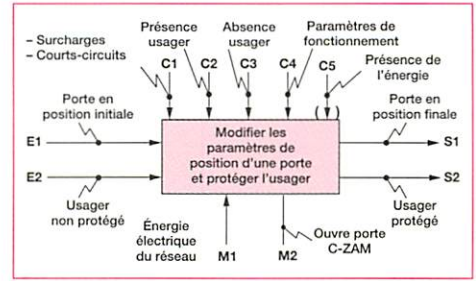 – Surcharges
– Courts-circuits
Présence
usager
Absence
usager
Paramètres de
fonctionnement
C1
C2
C3
C4
C5
Présence de
l'énergie
Porte en
position initiale
Porte en
position finale
E1
Modifier les
paramètres de
position d'une porte
et protéger l'usager
S1
E2
S2
Usager
non protégé
Usager
protégé
Énergie
électrique
du réseau
M1
M2
Ouvre porte
C-ZAM